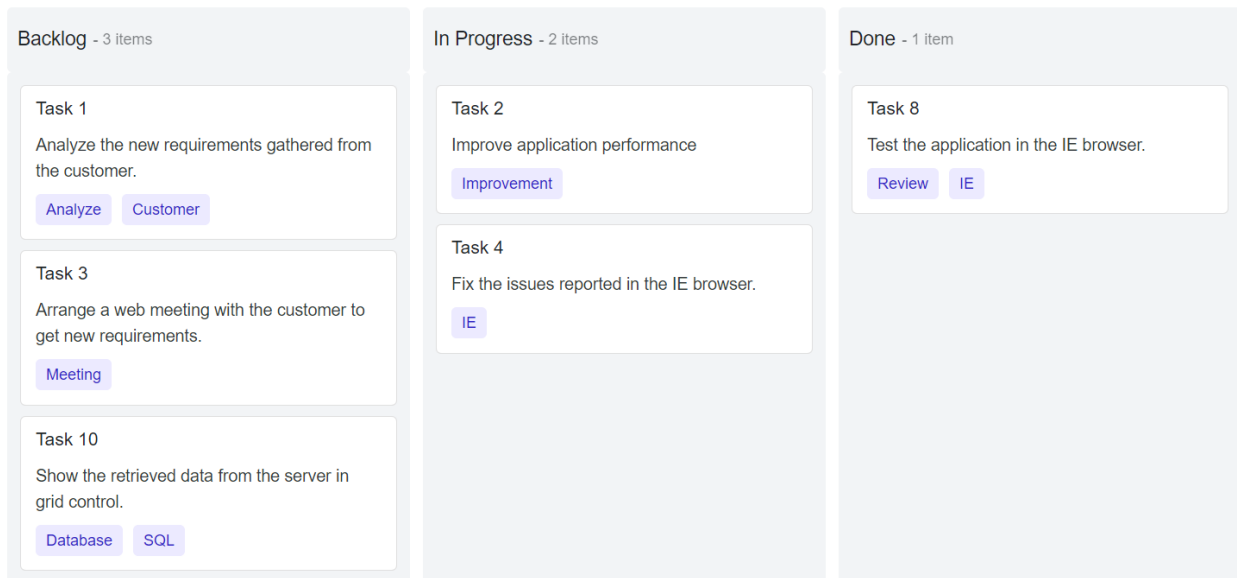 Backlog - 3 items
Task 1
Analyze the new requirements gathered from
the customer.
Analyze Customer
Task 3
Arrange a web meeting with the customer to
get new requirements.
Meeting
Task 10
Show the retrieved data from the server in
grid control.
Database SQL
In Progress - 2 items
Task 2
Improve application performance
Improvement
Task 4
Fix the issues reported in the IE browser.
IE
Done - 1 item
Task 8
Test the application in the IE browser.
Review IE